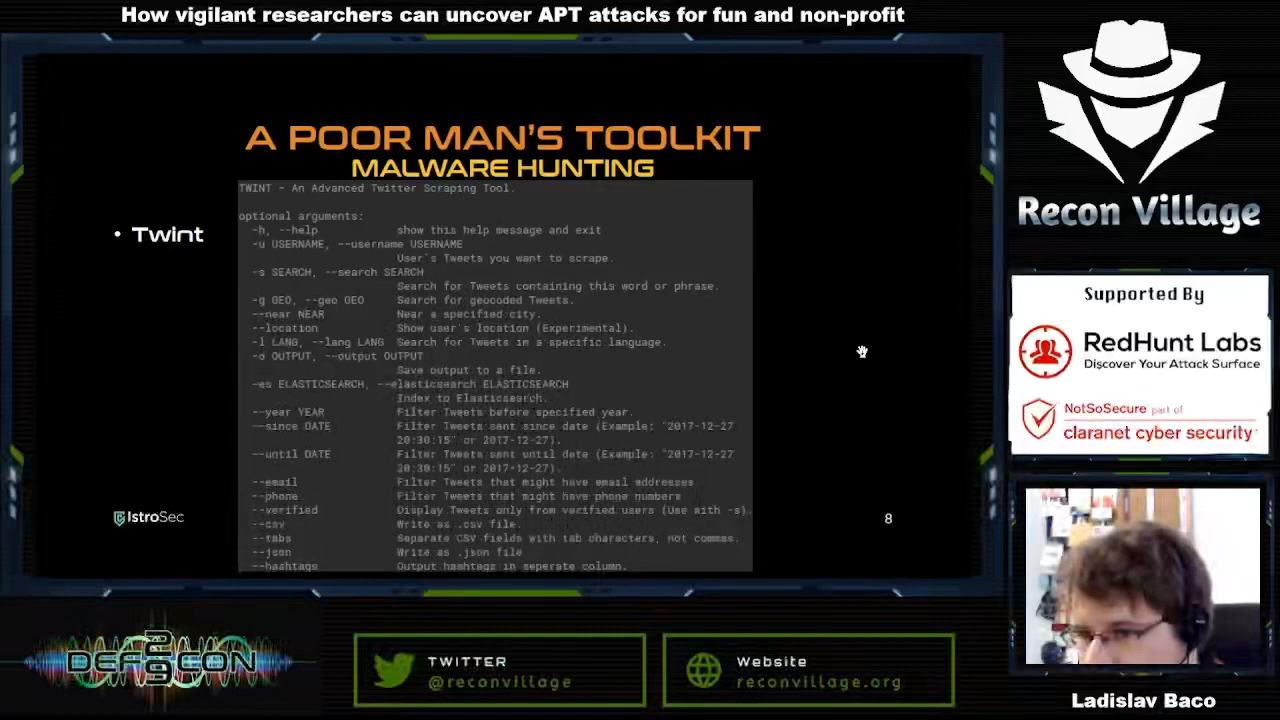 How vigilant researchers can uncover APT attacks for fun and non-profit
A POOR MAN'S TOOLKIT
MALWARE HUNTING
• Twint
TWINT - An Advanced Twitter Scraping Tool.
optional arguments:
-h, --help show this help message and exit
-u USERNAME, --username USERNAME
User's Tweets you want to scrape.
-s SEARCH, --search SEARCH
Search for Tweets containing this word or phrase.
-g GEO, --geo GEO Search for geocoded Tweets.
--near NEAR Near a specified city.
--location Show user's location (Experimental).
-l LANG, --lang LANG Search for Tweets in a specific language.
-o OUTPUT, --output OUTPUT
Save output to a file.
-es ELASTICSEARCH, --elasticsearch ELASTICSEARCH
Index to Elasticsearch.
--year YEAR Filter Tweets before specified year.
--since DATE Filter Tweets sent since date (Example: "2017-12-27
20:30:15" or 2017-12-27).
--until DATE Filter Tweets sent until date (Example: "2017-12-27
20:30:15" or 2017-12-27).
--email Filter Tweets that might have email addresses
--phone Filter Tweets that might have phone numbers
--verified Display Tweets only from verified users (Use with -s).
--csv Write as .csv file.
--tabs Separate CSV fields with tab characters, not commas.
--json Write as .json file
--hashtags Output hashtags in seperate column.
IstroSec
8
Recon Village
Supported By
RedHunt Labs
Discover Your Attack Surface
NotSoSecure part of
claranet cyber security
DEF CON
29
TWITTER
@reconvillage
Website
reconvillage.org
Ladislav Baco